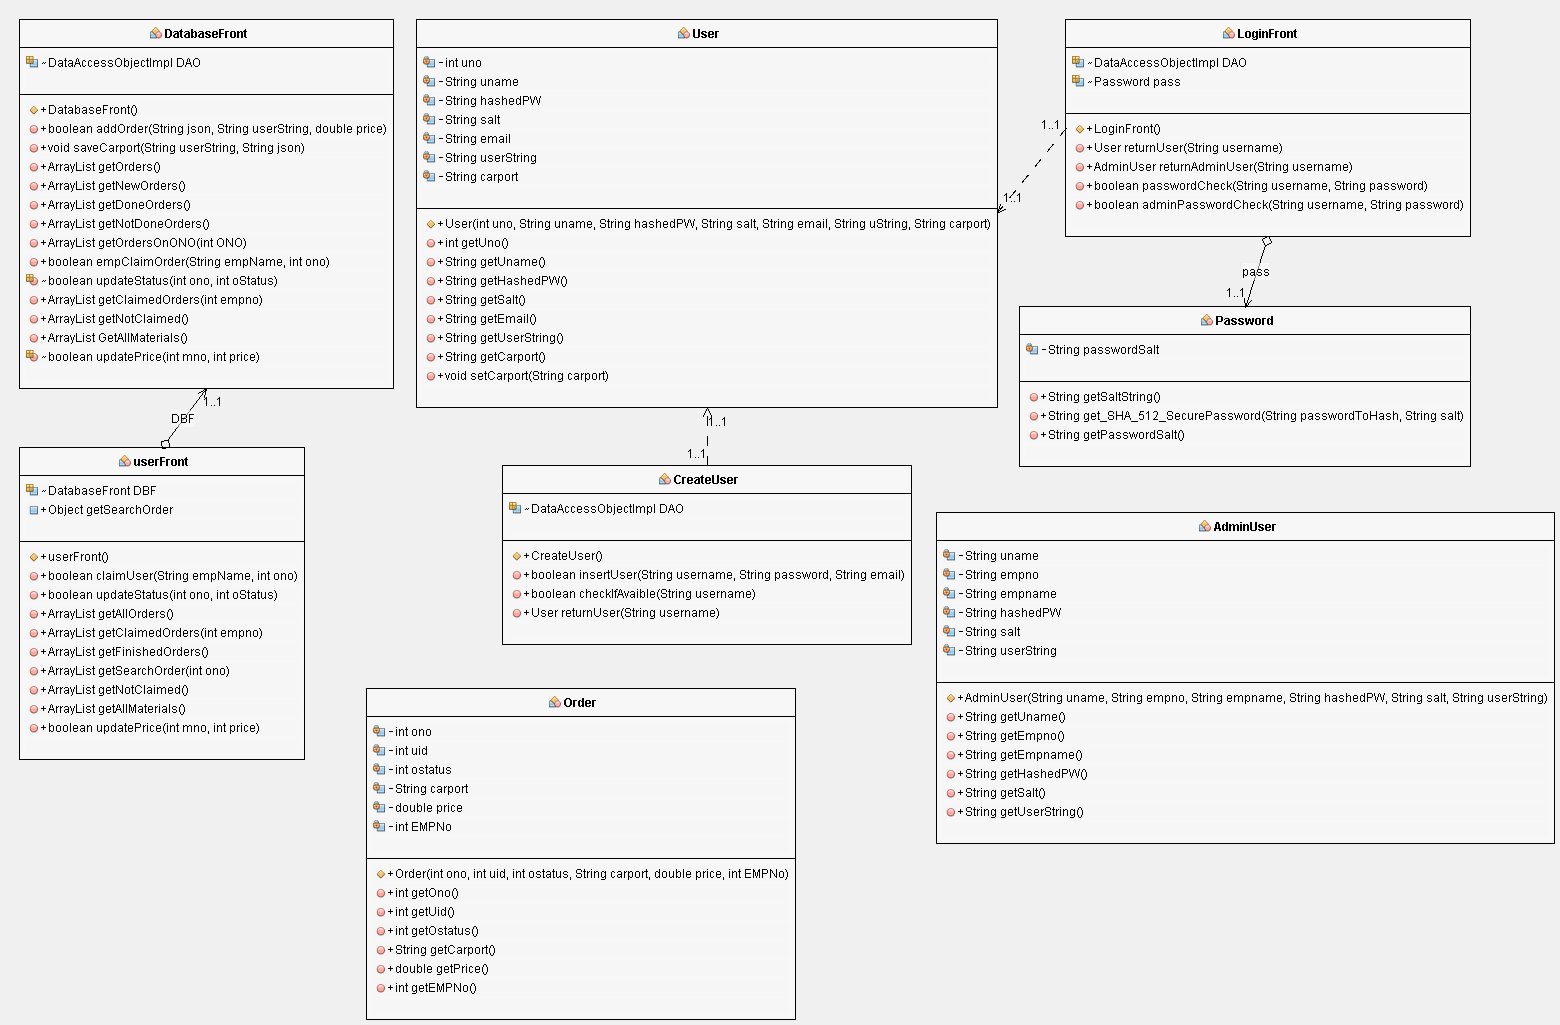 DatabaseFront
~DataAccessObjectImpl DAO
+DatabaseFront()
+boolean addOrder(String json, String userString, double price)
+void saveCarport(String userString, String json)
+ArrayList getOrders()
+ArrayList getNewOrders()
+ArrayList getDoneOrders()
+ArrayList getNotDoneOrders()
+ArrayList getOrdersOnONO(int ONO)
+boolean empClaimOrder(String empName, int ono)
~boolean updateStatus(int ono, int oStatus)
+ArrayList getClaimedOrders(int empno)
+ArrayList getNotClaimed()
+ArrayList GetAllMaterials()
~boolean updatePrice(int mno, int price)
1..1
DBF
userFront
~DatabaseFront DBF
+Object getSearchOrder
+userFront()
+boolean claimUser(String empName, int ono)
+boolean updateStatus(int ono, int oStatus)
+ArrayList getAllOrders()
+ArrayList getClaimedOrders(int empno)
+ArrayList getFinishedOrders()
+ArrayList getSearchOrder(int ono)
+ArrayList getNotClaimed()
+ArrayList getAllMaterials()
+boolean updatePrice(int mno, int price)
User
-int uno
-String uname
-String hashedPW
-String salt
-String email
-String userString
-String carport
+User(int uno, String uname, String hashedPW, String salt, String email, String uString, String carport)
+int getUno()
+String getUname()
+String getHashedPW()
+String getSalt()
+String getEmail()
+String getUserString()
+String getCarport()
+void setCarport(String carport)
1..1
1..1
CreateUser
~DataAccessObjectImpl DAO
+CreateUser()
+boolean insertUser(String username, String password, String email)
+boolean checkIfAvaible(String username)
+User returnUser(String username)
Order
-int ono
-int uid
-int ostatus
-String carport
-double price
-int EMPNo
+Order(int ono, int uid, int ostatus, String carport, double price, int EMPNo)
+int getOno()
+int getUid()
+int getOstatus()
+String getCarport()
+double getPrice()
+int getEMPNo()
LoginFront
~DataAccessObjectImpl DAO
~Password pass
+LoginFront()
+User returnUser(String username)
+AdminUser returnAdminUser(String username)
+boolean passwordCheck(String username, String password)
+boolean adminPasswordCheck(String username, String password)
1..1
1..1
pass
1..1
Password
-String passwordSalt
+String getSaltString()
+String get_SHA_512_SecurePassword(String passwordToHash, String salt)
+String getPasswordSalt()
AdminUser
-String uname
-String empno
-String empname
-String hashedPW
-String salt
-String userString
+AdminUser(String uname, String empno, String empname, String hashedPW, String salt, String userString)
+String getUname()
+String getEmpno()
+String getEmpname()
+String getHashedPW()
+String getSalt()
+String getUserString()